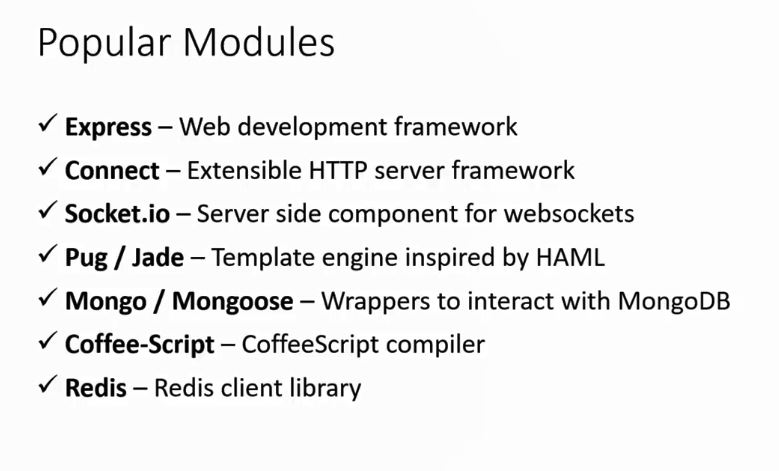 Popular Modules
✓ Express – Web development framework
✓ Connect – Extensible HTTP server framework
✓ Socket.io – Server side component for websockets
✓ Pug / Jade – Template engine inspired by HAML
✓ Mongo / Mongoose – Wrappers to interact with MongoDB
✓ Coffee-Script – CoffeeScript compiler
✓ Redis – Redis client library